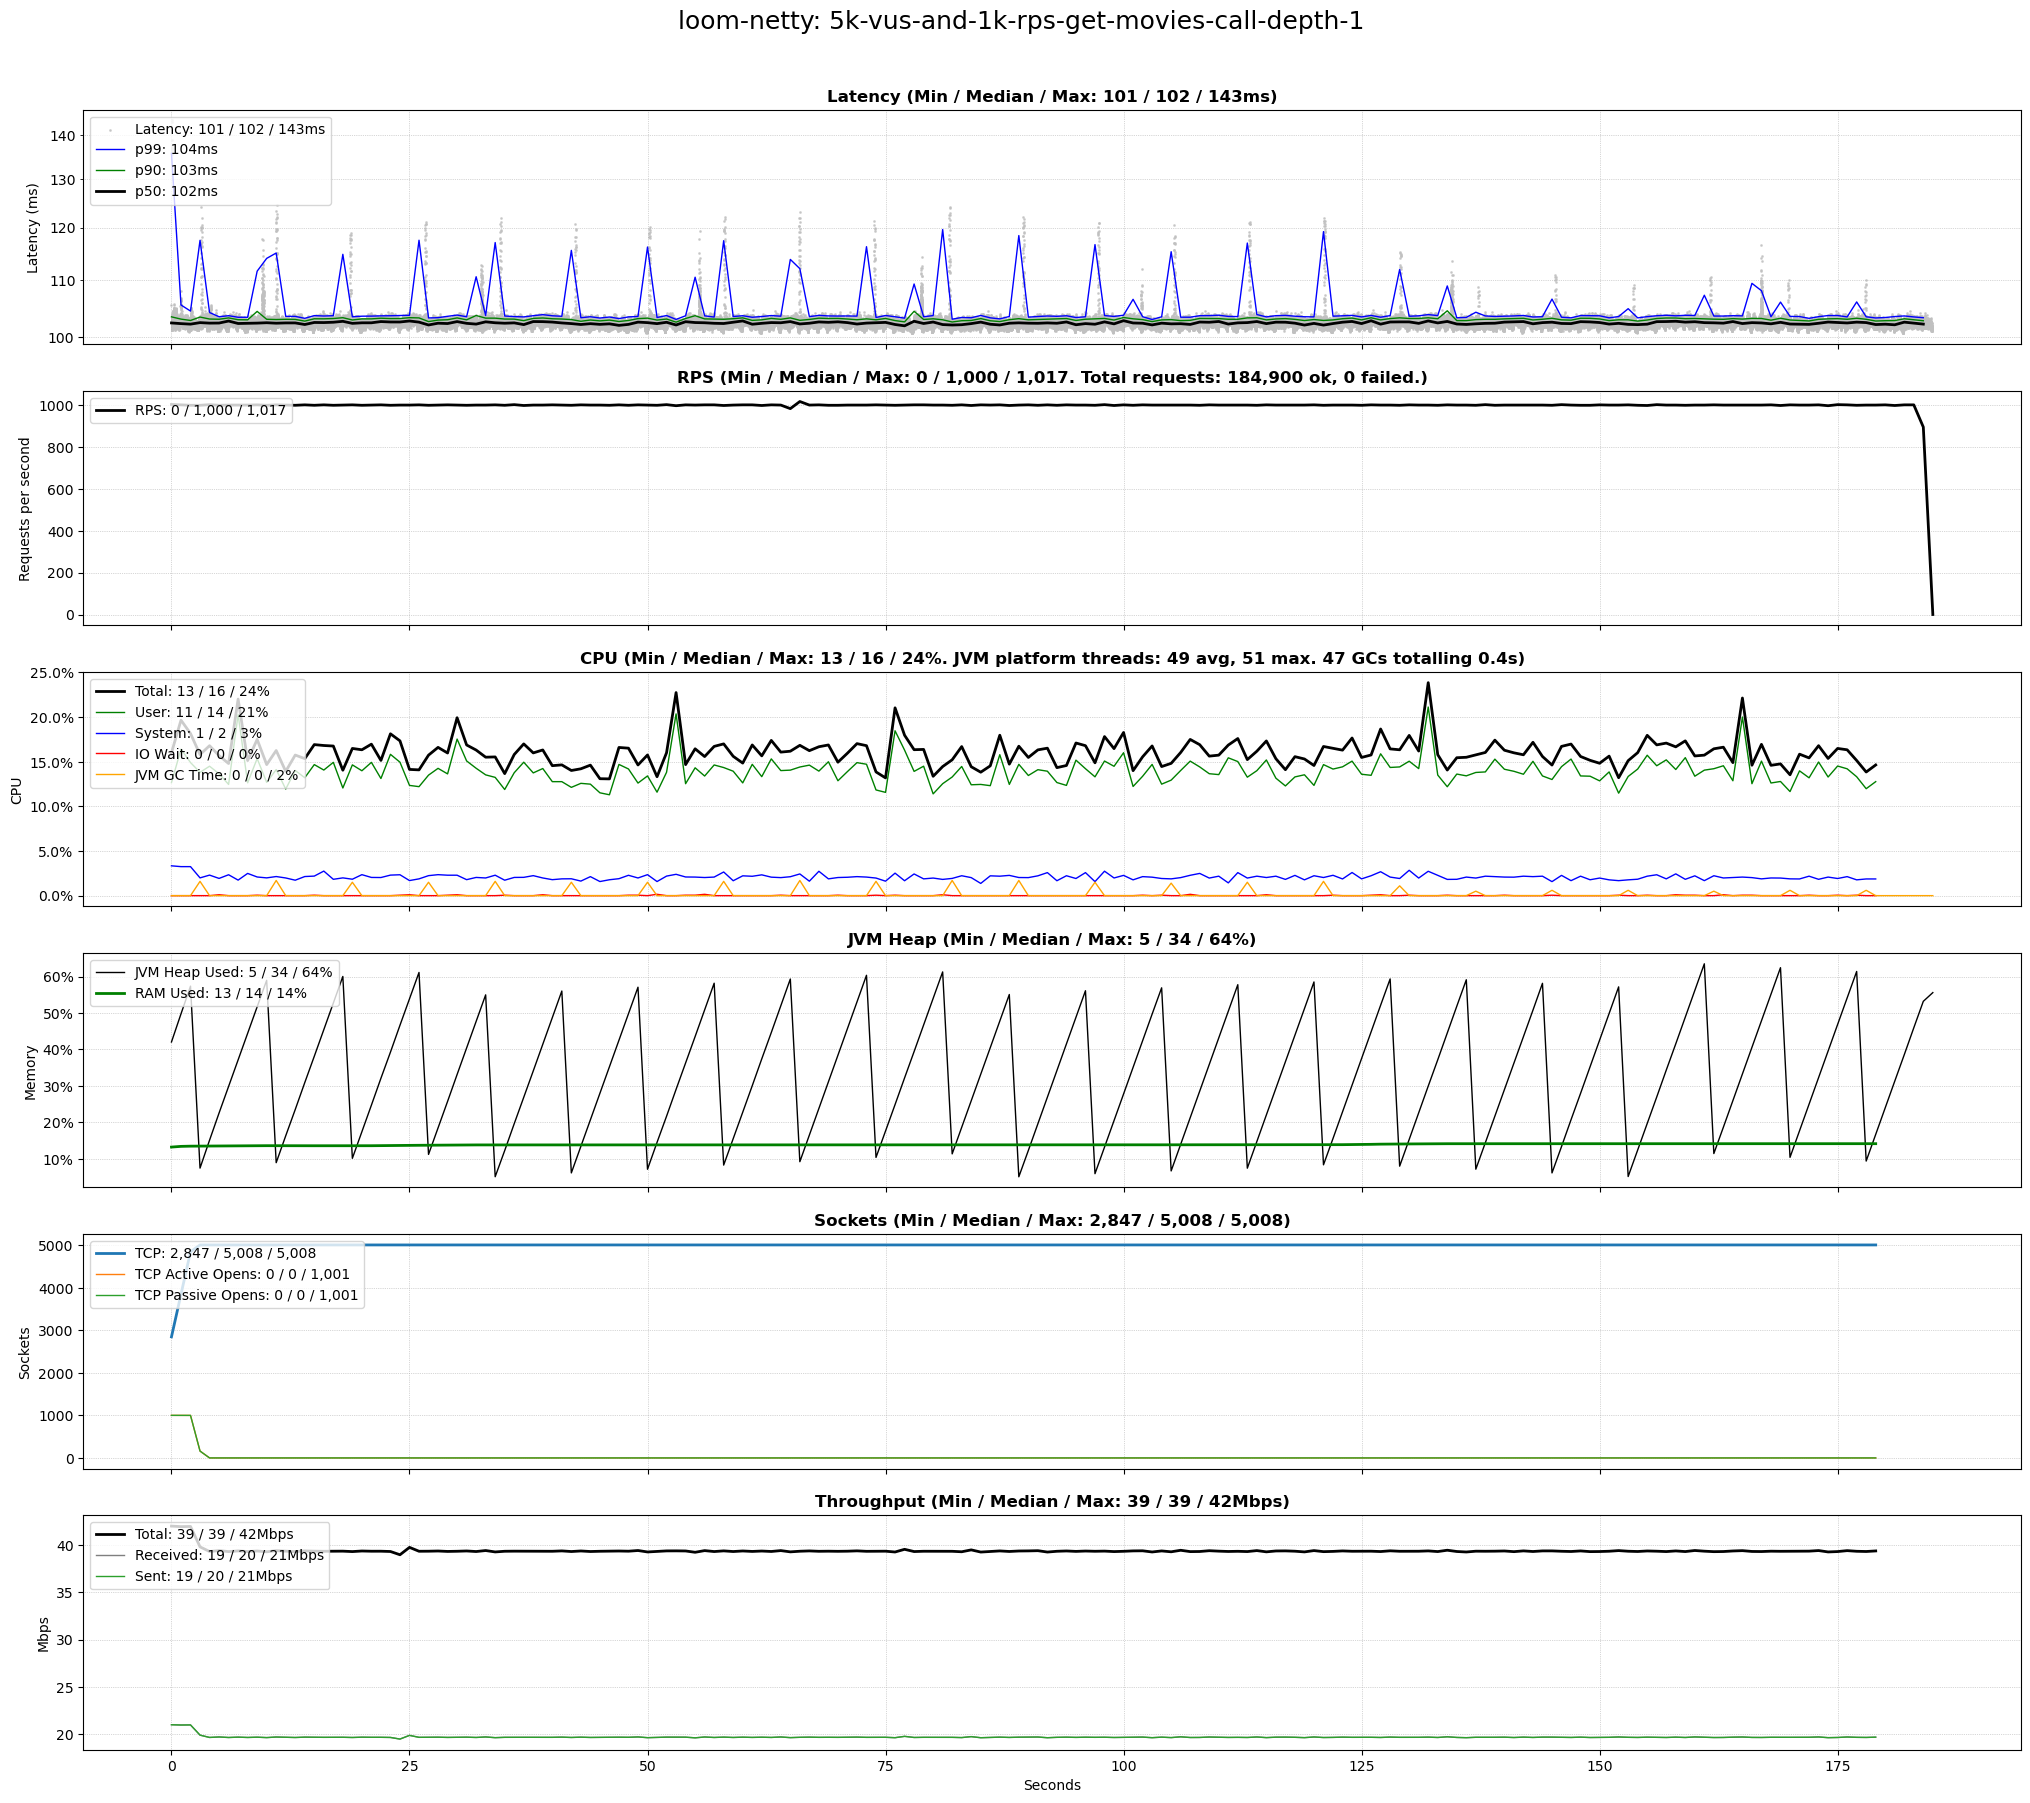 loom-netty: 5k-vus-and-1k-rps-get-movies-call-depth-1
Latency (Min / Median / Max: 101 / 102 / 143ms)
Latency: 101 / 102 / 143ms
p99: 104ms
p90: 103ms
p50: 102ms
Latency (ms)
140
130
120
110
100
RPS (Min / Median / Max: 0 / 1,000 / 1,017. Total requests: 184,900 ok, 0 failed.)
RPS: 0 / 1,000 / 1,017
Requests per second
1000
800
600
400
200
0
CPU (Min / Median / Max: 13 / 16 / 24%. JVM platform threads: 49 avg, 51 max. 47 GCs totalling 0.4s)
Total: 13 / 16 / 24%
User: 11 / 14 / 21%
System: 1 / 2 / 3%
IO Wait: 0 / 0 / 0%
JVM GC Time: 0 / 0 / 2%
CPU
25.0%
20.0%
15.0%
10.0%
5.0%
0.0%
JVM Heap (Min / Median / Max: 5 / 34 / 64%)
JVM Heap Used: 5 / 34 / 64%
RAM Used: 13 / 14 / 14%
Memory
60%
50%
40%
30%
20%
10%
Sockets (Min / Median / Max: 2,847 / 5,008 / 5,008)
TCP: 2,847 / 5,008 / 5,008
TCP Active Opens: 0 / 0 / 1,001
TCP Passive Opens: 0 / 0 / 1,001
Sockets
5000
4000
3000
2000
1000
0
Throughput (Min / Median / Max: 39 / 39 / 42Mbps)
Total: 39 / 39 / 42Mbps
Received: 19 / 20 / 21Mbps
Sent: 19 / 20 / 21Mbps
Mbps
40
35
30
25
20
0 25 50 75 100 125 150 175
Seconds